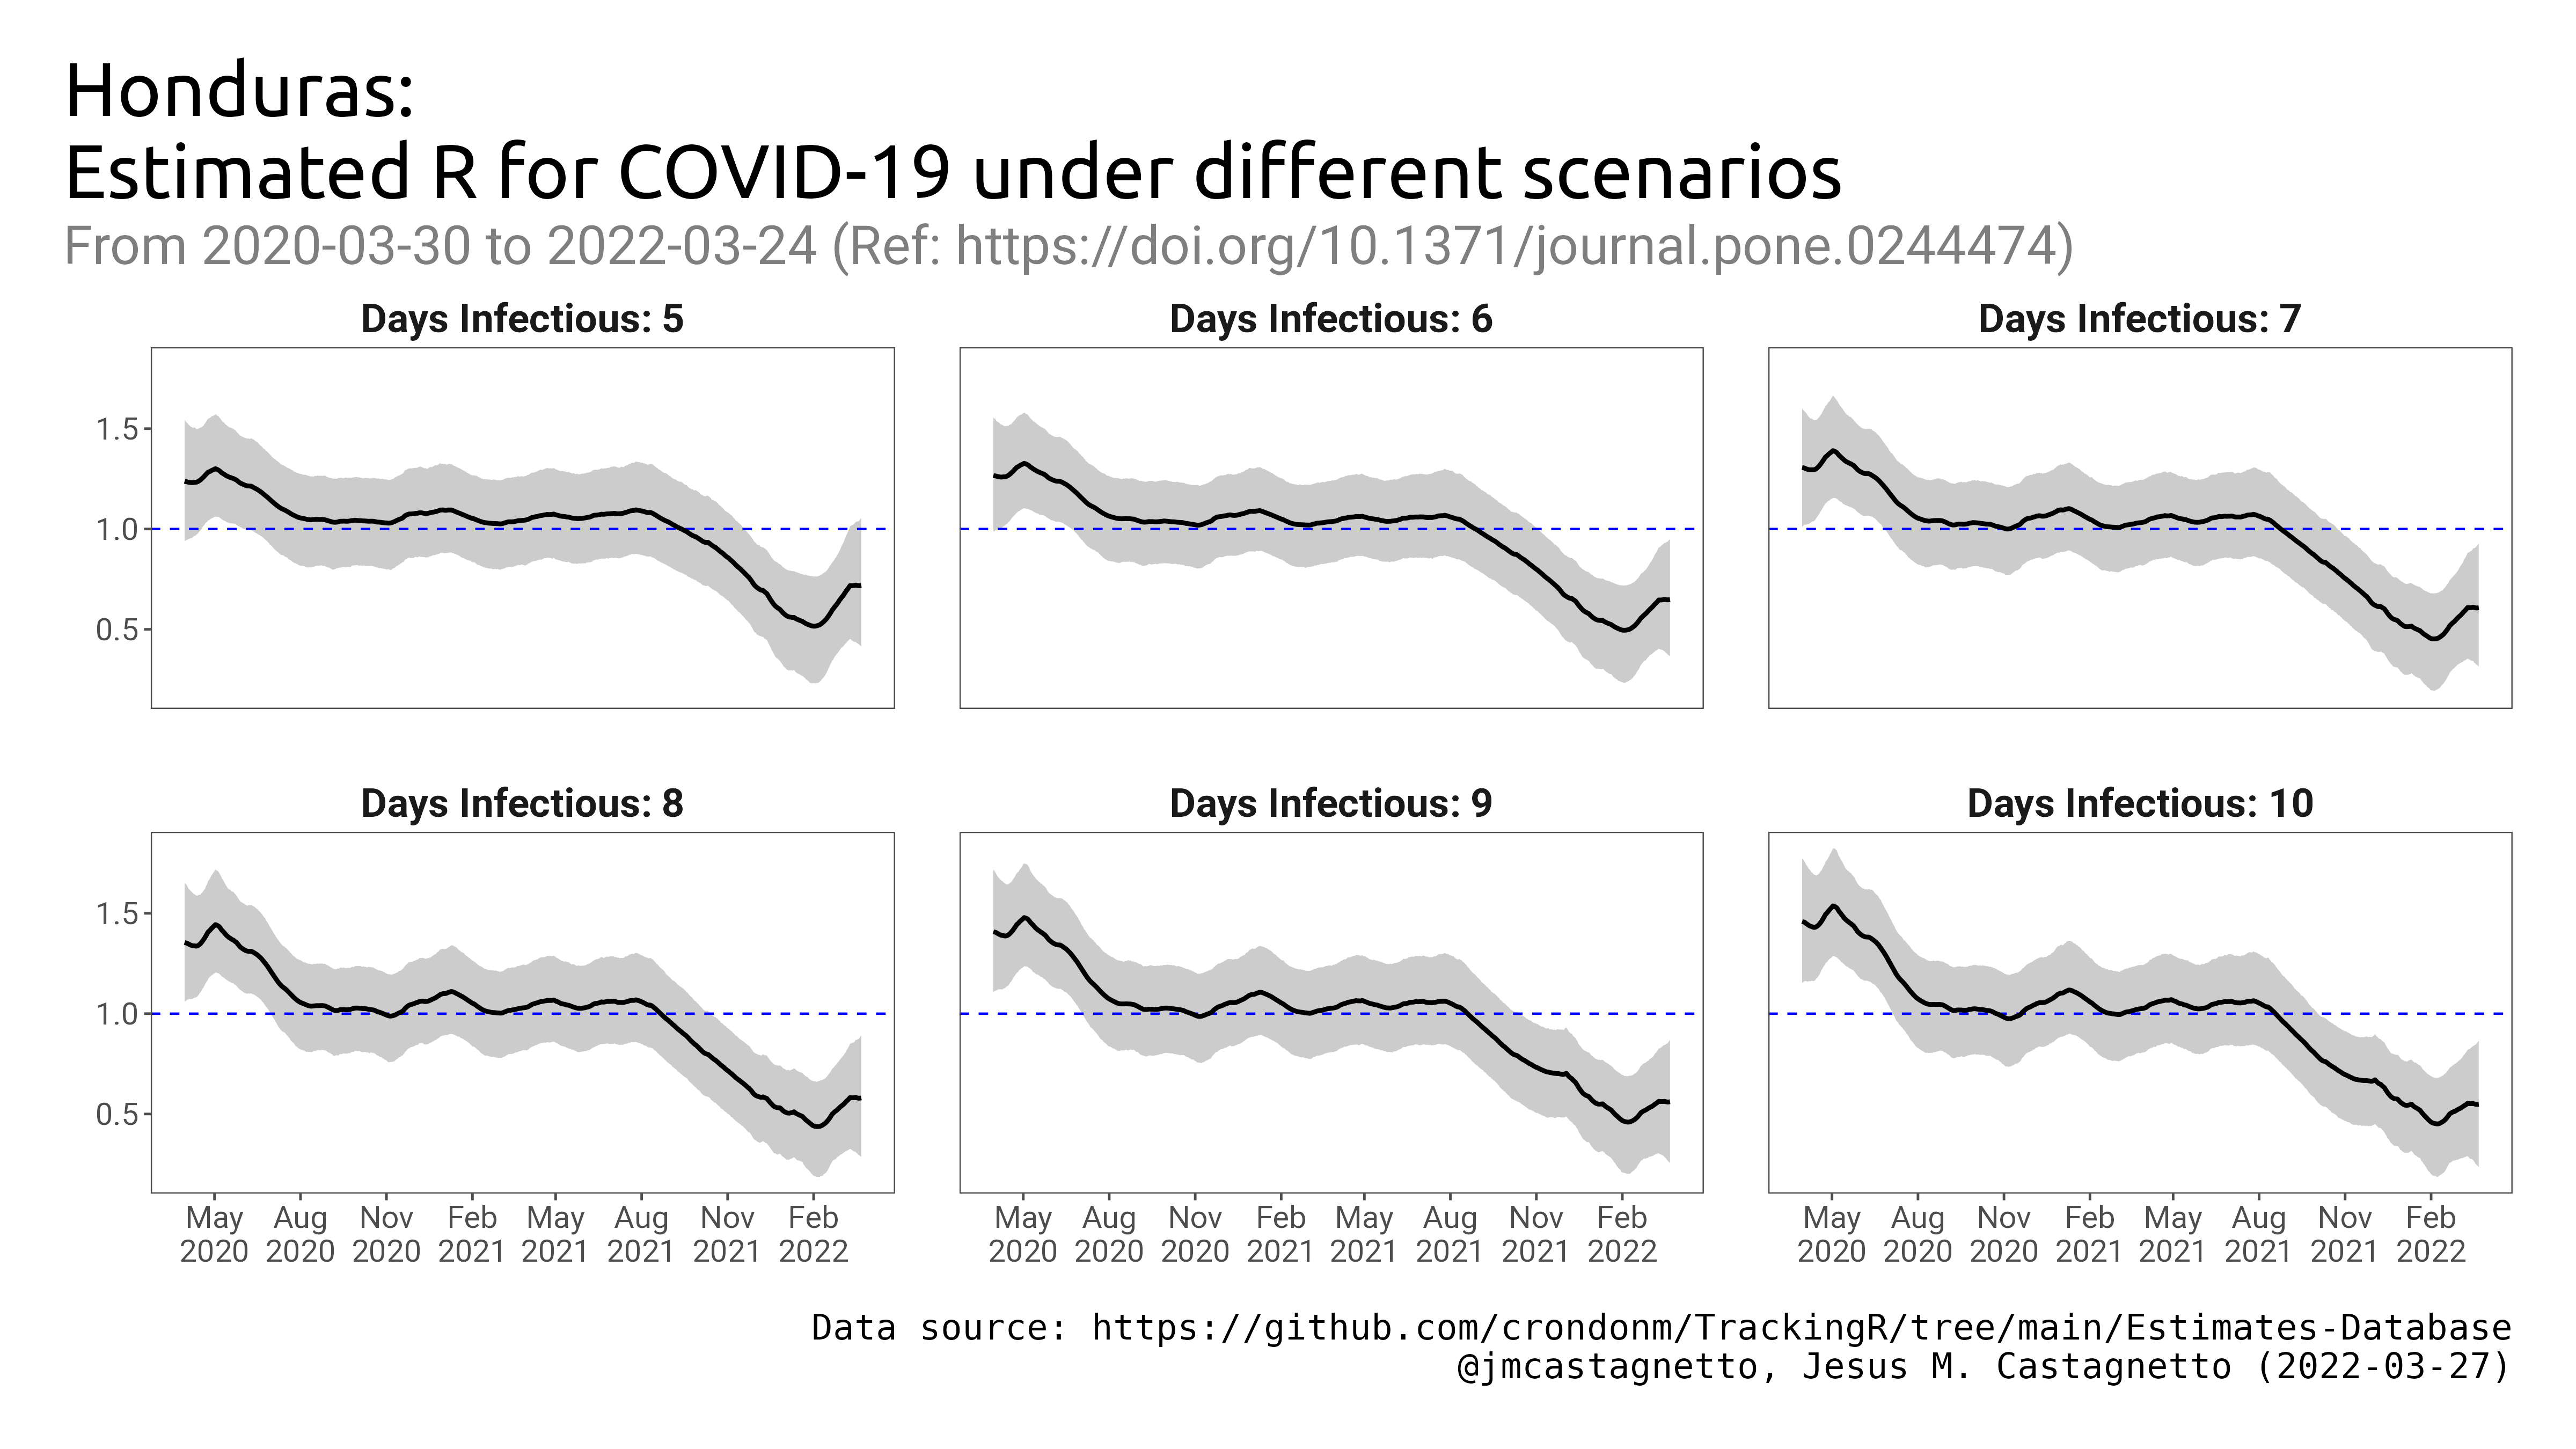 Honduras:
Estimated R for COVID-19 under different scenarios
From 2020-03-30 to 2022-03-24 (Ref: https://doi.org/10.1371/journal.pone.0244474)
Days Infectious: 5
Days Infectious: 6
Days Infectious: 7
1.5
1.0
0.5
Days Infectious: 8
Days Infectious: 9
Days Infectious: 10
1.5
1.0
0.5
May Aug Nov Feb May Aug Nov Feb
2020 2020 2020 2021 2021 2021 2021 2022
May Aug Nov Feb May Aug Nov Feb
2020 2020 2020 2021 2021 2021 2021 2022
May Aug Nov Feb May Aug Nov Feb
2020 2020 2020 2021 2021 2021 2021 2022
Data source: https://github.com/crondonm/TrackingR/tree/main/Estimates-Database
@jmcastagnetto, Jesus M. Castagnetto (2022-03-27)